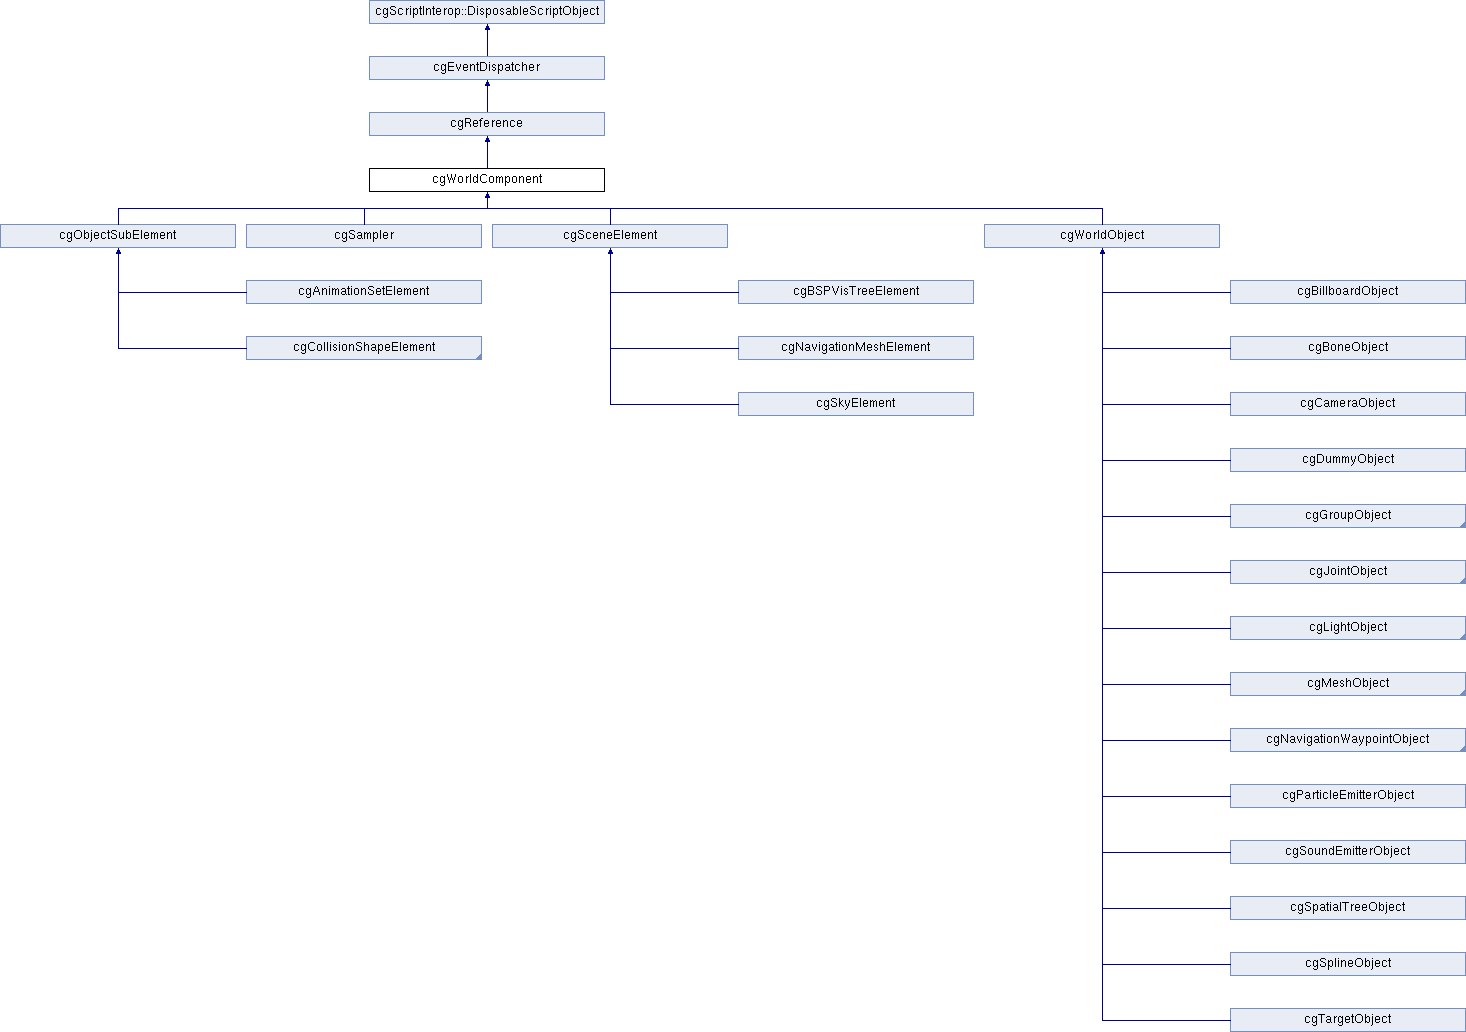 cgScriptInterop::DisposableScriptObject
cgEventDispatcher
cgReference
cgWorldComponent
cgObjectSubElement
cgSampler
cgSceneElement
cgWorldObject
cgAnimationSetElement
cgBSPVisTreeElement
cgBillboardObject
cgCollisionShapeElement
cgNavigationMeshElement
cgBoneObject
cgSkyElement
cgCameraObject
cgDummyObject
cgGroupObject
cgJointObject
cgLightObject
cgMeshObject
cgNavigationWaypointObject
cgParticleEmitterObject
cgSoundEmitterObject
cgSpatialTreeObject
cgSplineObject
cgTargetObject